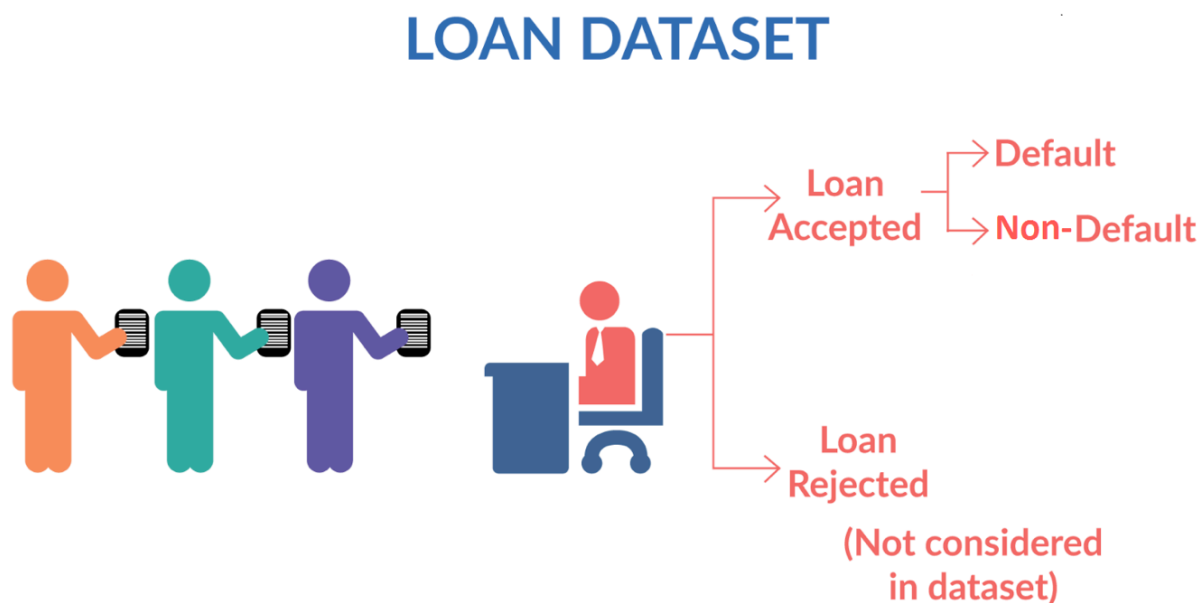 LOAN DATASET
Loan
Accepted
Default
Non-Default
Loan
Rejected
(Not considered
in dataset)